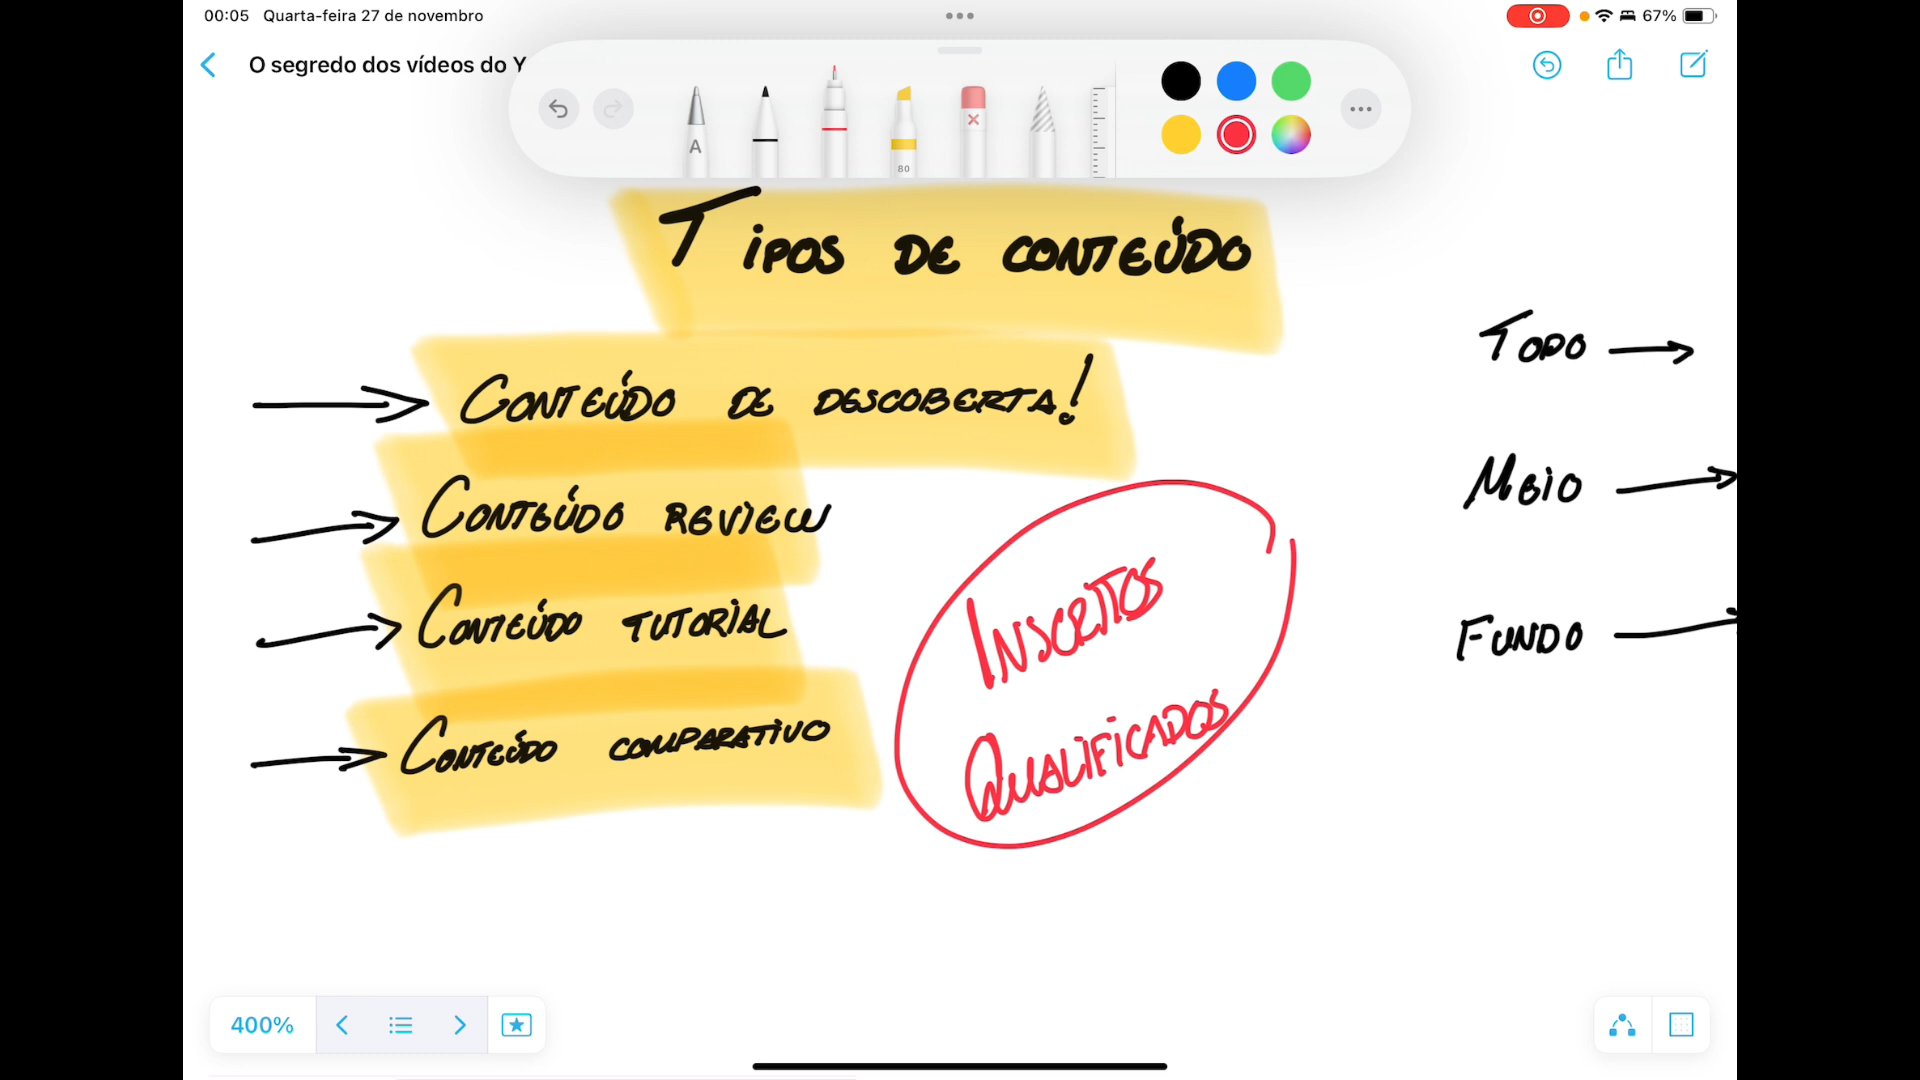 00:05 Quarta-feira 27 de novembro
67%
O segredo dos vídeos do Y
A
80
TIPOS DE CONTEÚDO
CONTEÚDO DE DESCOBERTA!
CONTEÚDO REVIEW
CONTEÚDO TUTORIAL
CONTEÚDO COMPARATIVO
INSCRITOS
QUALIFICADOS
TOPO
MEIO
FUNDO
400%